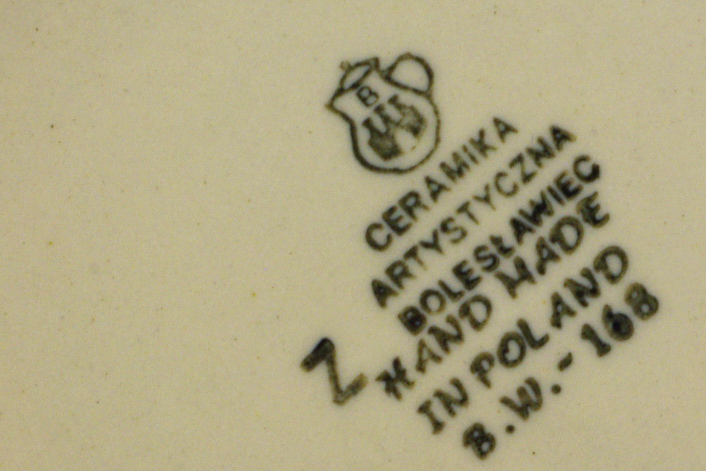 B
CERAMIKA
ARTYSTYCZNA
BOLESŁAWIEC
HAND MADE
IN POLAND
B.W.-168
Z